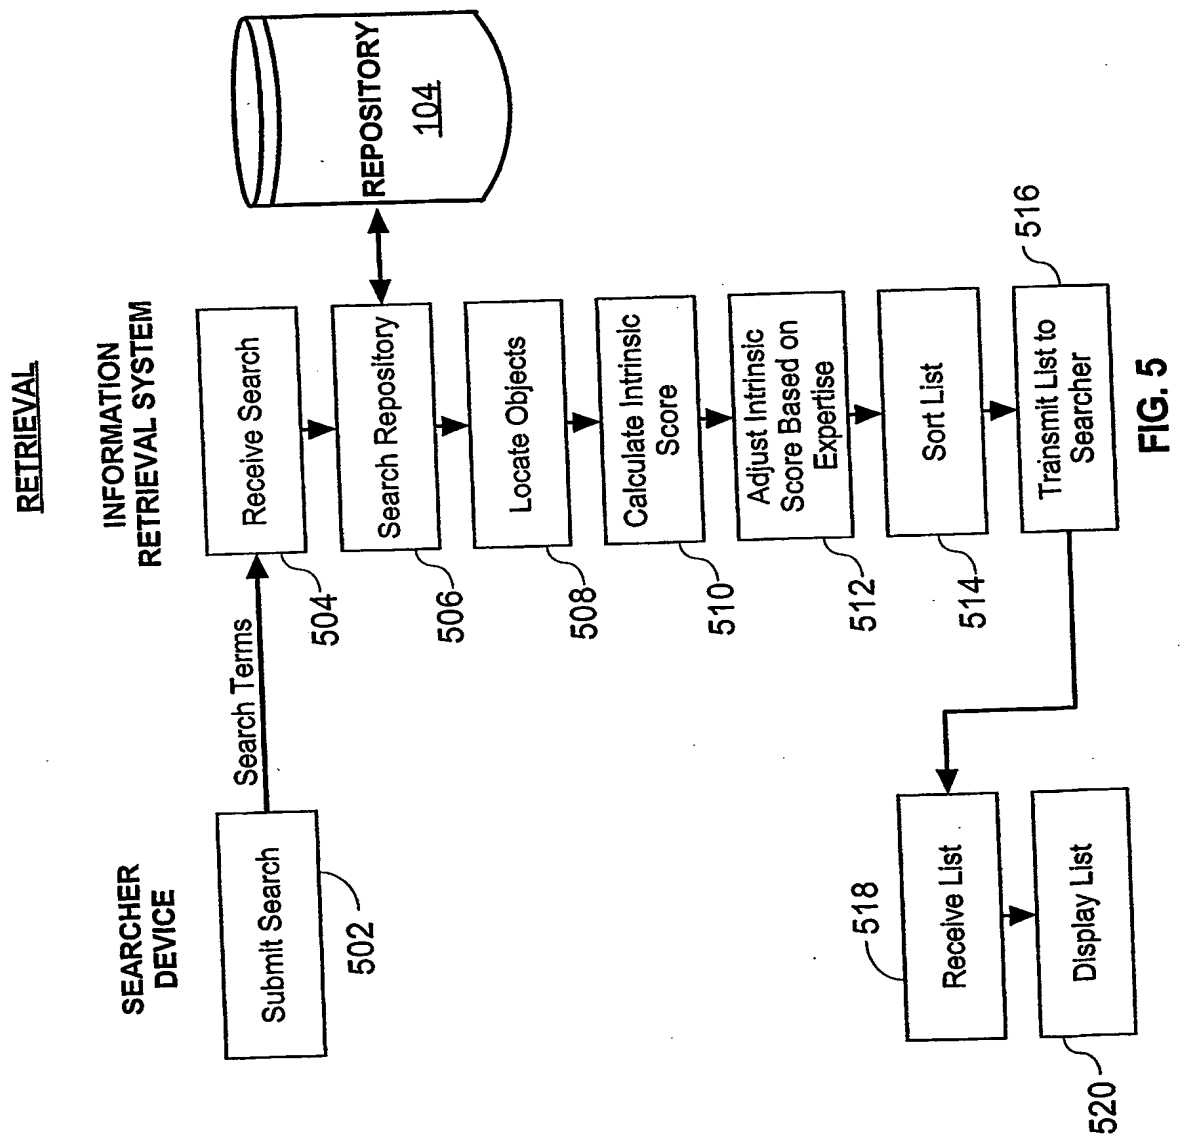 RETRIEVAL
SEARCHER
DEVICE
INFORMATION
RETRIEVAL SYSTEM
Submit Search
502
Search Terms
Receive Search
504
Search Repository
506
REPOSITORY
104
Locate Objects
508
Calculate Intrinsic
Score
510
Adjust Intrinsic
Score Based on
Expertise
512
Sort List
514
Transmit List to
Searcher
516
Receive List
518
Display List
520
FIG. 5